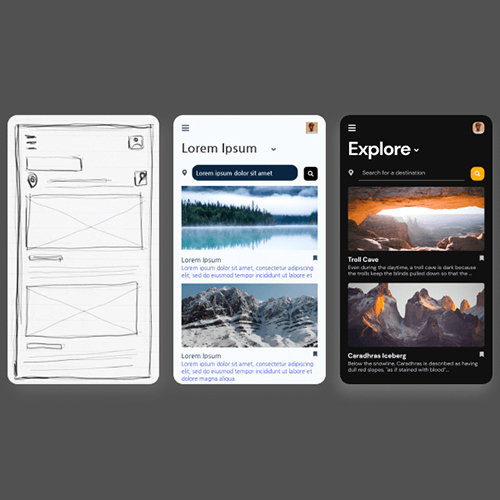 Lorem Ipsum
Lorem ipsum dolor sit amet
Lorem Ipsum
Lorem ipsum dolor sit amet, consectetur adipiscing
elit, sed do eiusmod tempor incididunt ut labore et
Lorem Ipsum
Lorem ipsum dolor sit amet, consectetur adipiscing
elit, sed do eiusmod tempor incididunt ut labore et
dolore magna aliqua
Explore
Search for a destination
Troll Cave
Even during the daytime, a troll cave is dark because
the trolls keep the blinds pulled down so that the ...
Caradhras Iceberg
Below the snowline, Caradhras is described as having
dull red slopes, "as if stained with blood"...